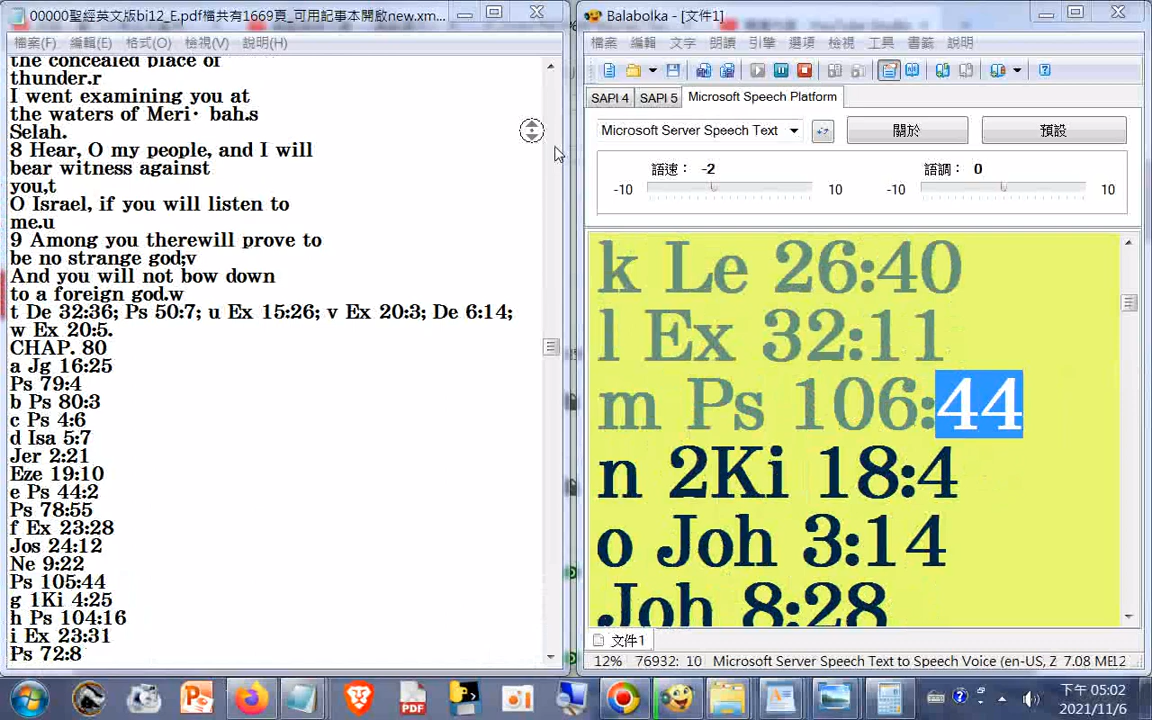 00000聖經英文版bi12_E.pdf檔共有1669頁_可用記事本開啟new.xm...
檔案(F) 編輯(E) 格式(O) 檢視(V) 說明(H)
the concealed place of
thunder.r
I went examining you at
the waters of Meri· bah.s
Selah.
8 Hear, O my people, and I will
bear witness against
you,t
O Israel, if you will listen to
me.u
9 Among you therewill prove to
be no strange god;v
And you will not bow down
to a foreign god.w
t De 32:36; Ps 50:7; u Ex 15:26; v Ex 20:3; De 6:14;
w Ex 20:5.
CHAP. 80
a Jg 16:25
Ps 79:4
b Ps 80:3
c Ps 4:6
d Isa 5:7
Jer 2:21
Eze 19:10
e Ps 44:2
Ps 78:55
f Ex 23:28
Jos 24:12
Ne 9:22
Ps 105:44
g 1Ki 4:25
h Ps 104:16
i Ex 23:31
Ps 72:8
Balabolka - [文件1]
檔案 編輯 文字 朗讀 引擎 選項 檢視 工具 書籤 說明
SAPI 4 SAPI 5 Microsoft Speech Platform
Microsoft Server Speech Text 關於 預設
語速： -2 語調： 0
-10 10 -10 10
k Le 26:40
l Ex 32:11
m Ps 106:44
n 2Ki 18:4
o Joh 3:14
Joh 8:28
文件1
12% 76932: 10 Microsoft Server Speech Text to Speech Voice (en-US, Z 7.08 ME12
PDF
下午 05:02
2021/11/6